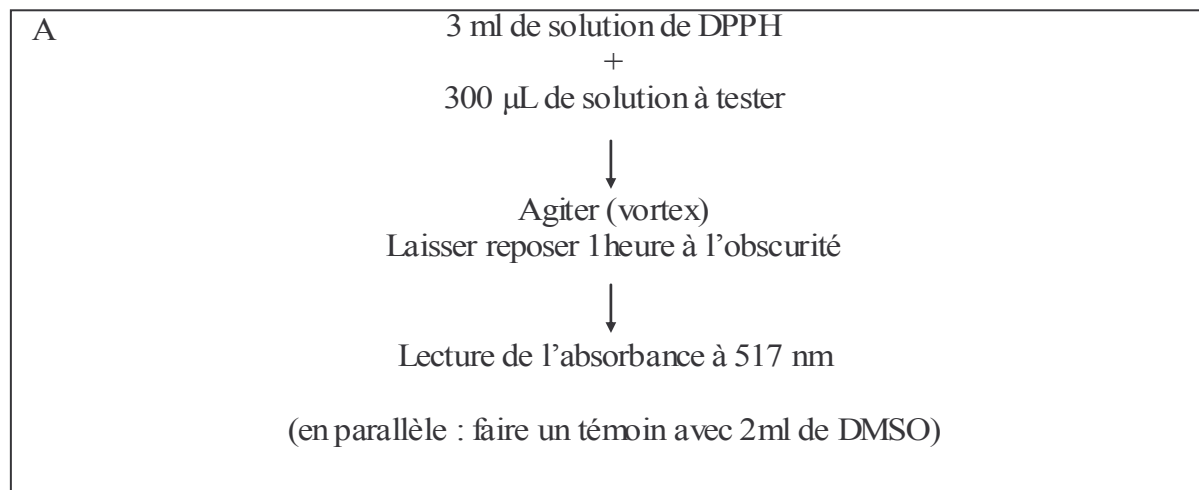 A
3 ml de solution de DPPH
+
300 µL de solution à tester
Agiter (vortex)
Laisser reposer 1heure à l’obscurité
Lecture de l’absorbance à 517 nm
(en parallèle : faire un témoin avec 2ml de DMSO)